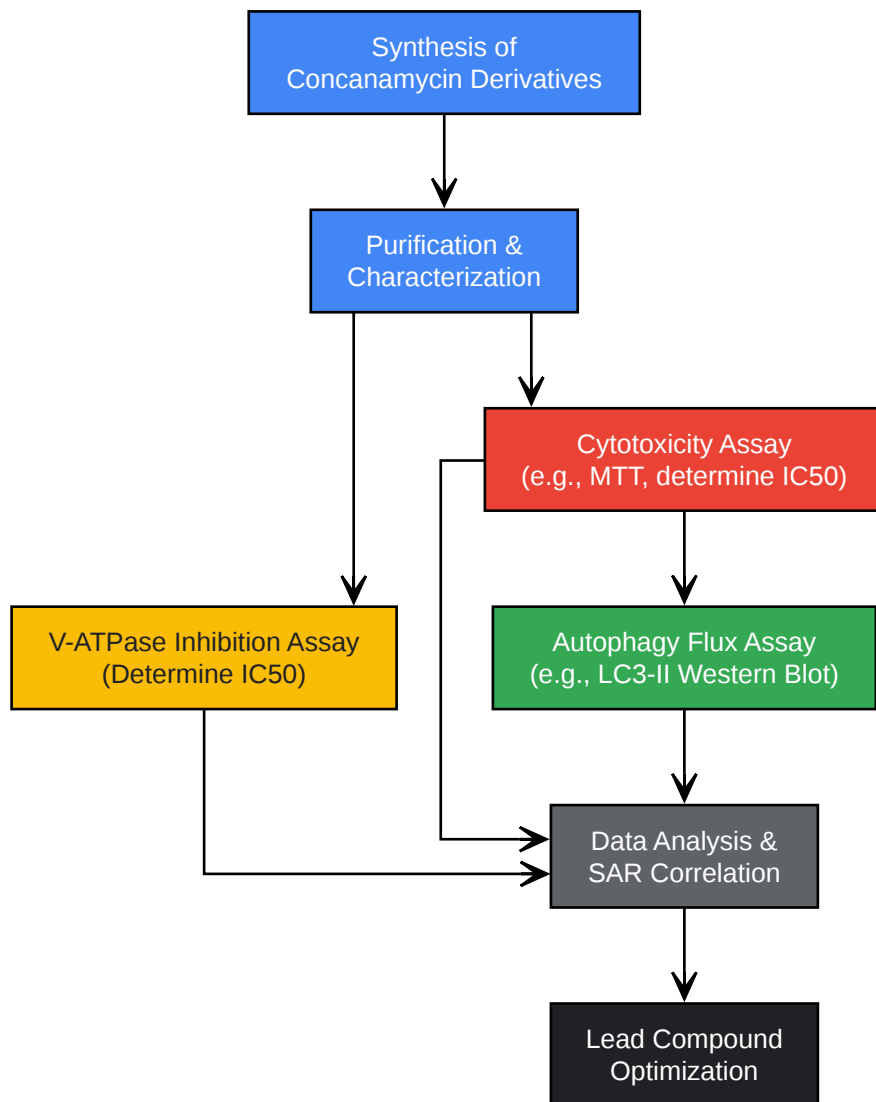 Synthesis of
Concanamycin Derivatives
Purification &
Characterization
Cytotoxicity Assay
(e.g., MTT, determine IC50)
V-ATPase Inhibition Assay
(Determine IC50)
Autophagy Flux Assay
(e.g., LC3-II Western Blot)
Data Analysis &
SAR Correlation
Lead Compound
Optimization